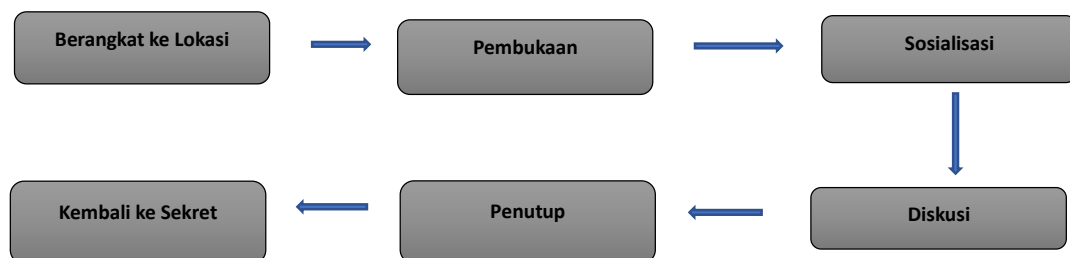 Berangkat ke Lokasi
Pembukaan
Sosialisasi
Diskusi
Penutup
Kembali ke Sekret